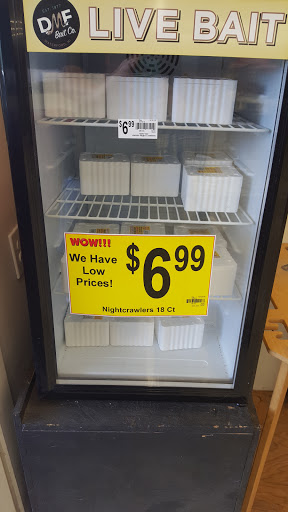 DMF
Bait Co.
LIVE BAIT
$6.99
WOW!!!
We Have
Low
Prices!
$6.99
Nightcrawlers 18 Ct